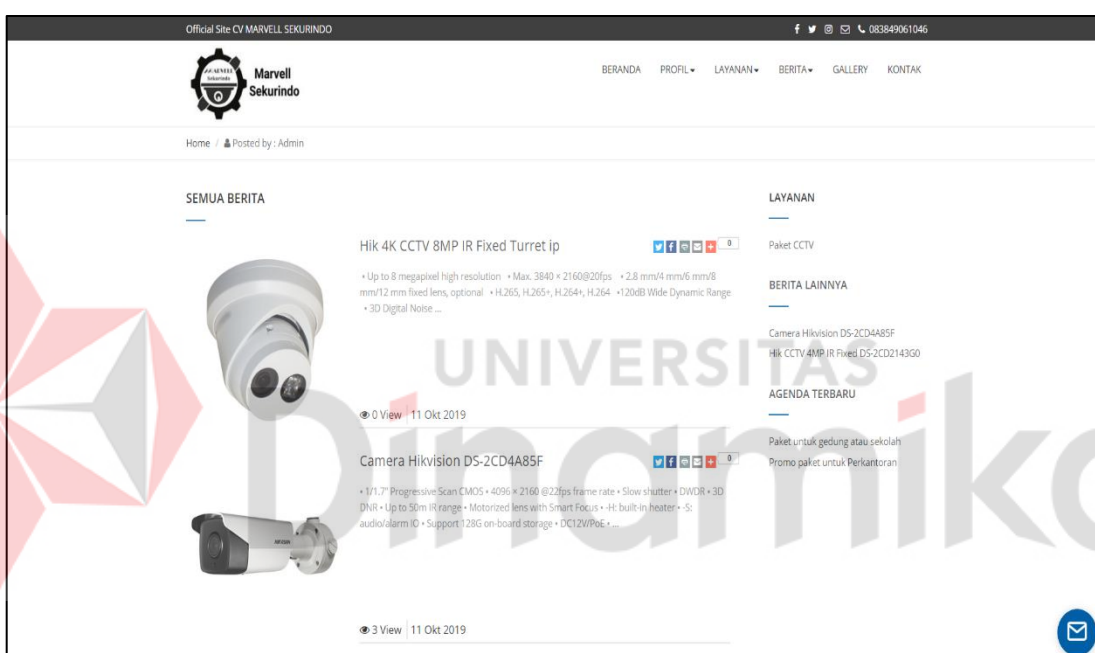 Official Site CV MARVELL SEKURINDO
083849061046
MARVELL
Sekurindo
Marvell
Sekurindo
BERANDA PROFIL LAYANAN BERITA GALLERY KONTAK
Home / Posted by : Admin
SEMUA BERITA
Hik 4K CCTV 8MP IR Fixed Turret ip
0
• Up to 8 megapixel high resolution • Max. 3840 × 2160@20fps • 2.8 mm/4 mm/6 mm/8
mm/12 mm fixed lens, optional • H.265, H.265+, H.264+, H.264 •120dB Wide Dynamic Range
• 3D Digital Noise ...
0 View 11 Okt 2019
Camera Hikvision DS-2CD4A85F
0
• 1/1.7" Progressive Scan CMOS • 4096 × 2160 @22fps frame rate • Slow shutter • DWDR • 3D
DNR • Up to 50m IR range • Motorized lens with Smart Focus • -H: built-in heater • -S:
audio/alarm IO • Support 128G on-board storage • DC12V/PoE • ...
HIKVISION
3 View 11 Okt 2019
LAYANAN
Paket CCTV
BERITA LAINNYA
Camera Hikvision DS-2CD4A85F
Hik CCTV 4MP IR Fixed DS-2CD2143G0
AGENDA TERBARU
Paket untuk gedung atau sekolah
Promo paket untuk Perkantoran
UNIVERSITAS
Dinamika